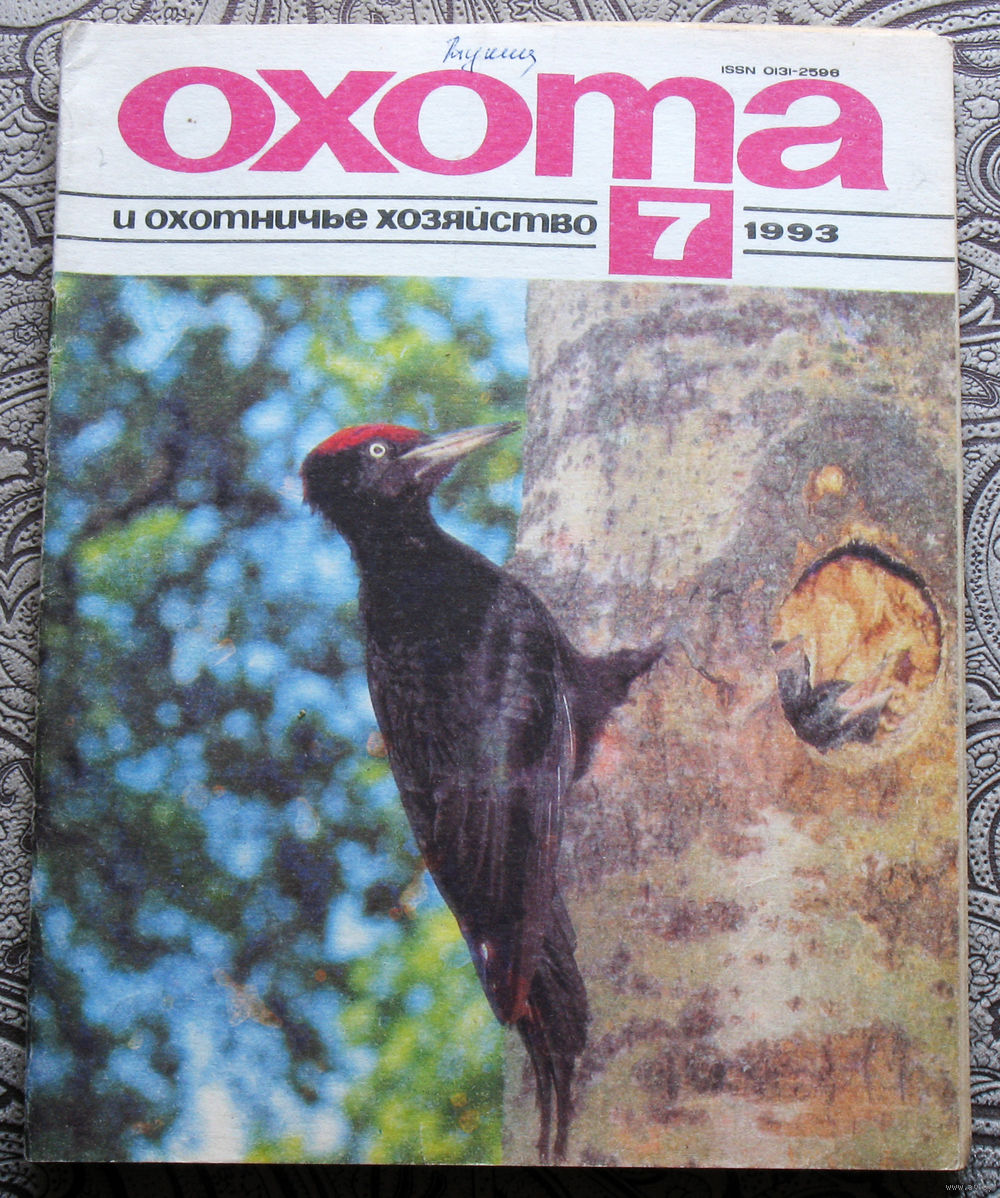 ISSN 0131-2596
охота
и охотничье хозяйство
7
1993